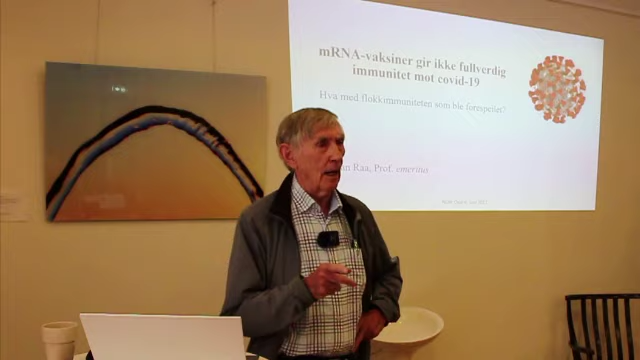 mRNA-vaksiner gir ikke fullverdig
immunitet mot covid-19
Hva med flokkimmuniteten som ble forespeilet?
Raa, Prof. emeritus